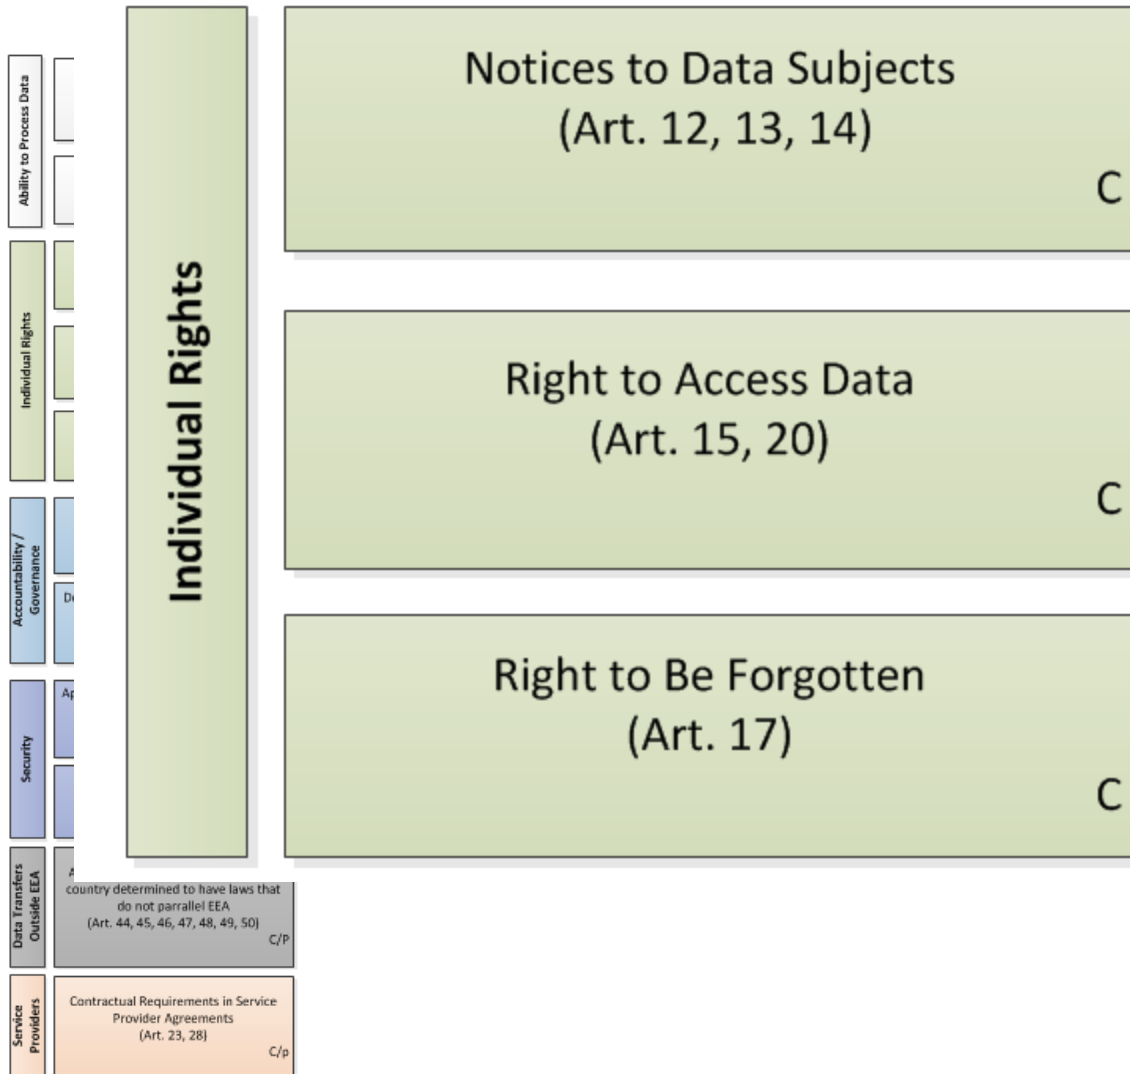 Ability to Process Data
Individual Rights
Accountability /
Governance
Security
Data Transfers
Outside EEA
country determined to have laws that
do not parrallel EEA
(Art. 44, 45, 46, 47, 48, 49, 50)
C/P
Service
Providers
Contractual Requirements in Service
Provider Agreements
(Art. 23, 28)
C/p
Individual Rights
Notices to Data Subjects
(Art. 12, 13, 14)
C
Right to Access Data
(Art. 15, 20)
C
Right to Be Forgotten
(Art. 17)
C